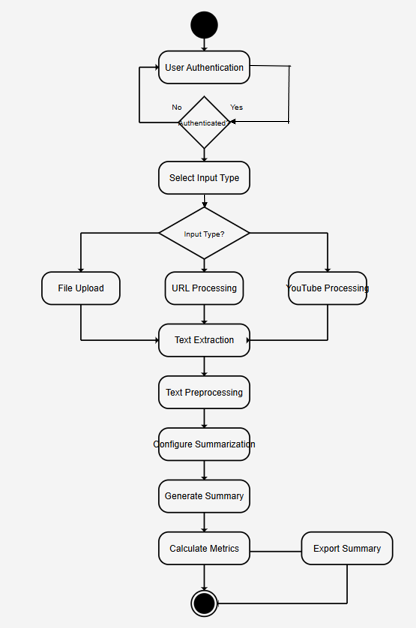 User Authentication
No
Yes
Authenticated?
Select Input Type
Input Type?
File Upload
URL Processing
YouTube Processing
Text Extraction
Text Preprocessing
Configure Summarization
Generate Summary
Calculate Metrics
Export Summary